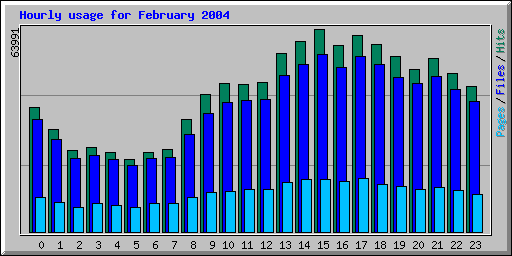 Hourly usage for February 2004
63991
Pages/Files/Hits
0 1 2 3 4 5 6 7 8 9 10 11 12 13 14 15 16 17 18 19 20 21 22 23